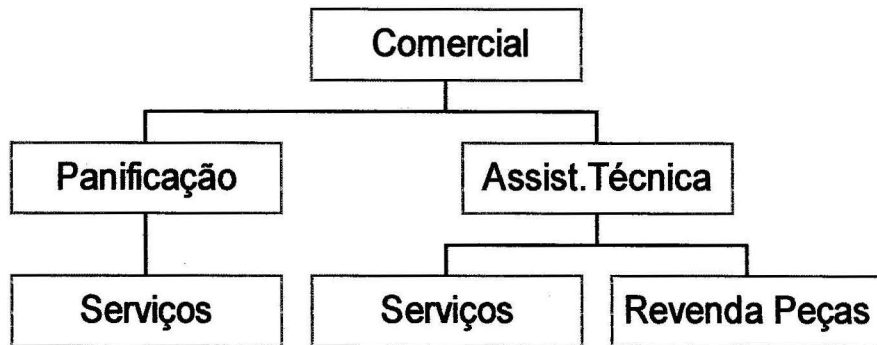 Comercial
Panificação
Assist.Técnica
Serviços
Serviços
Revenda Peças